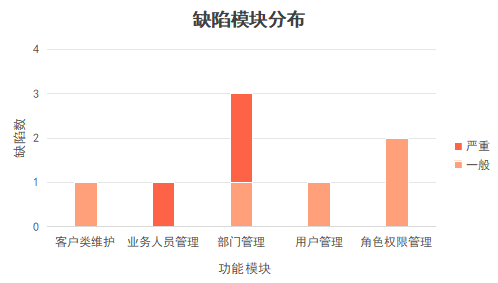 缺陷模块分布
4
3
2
1
0
缺陷数
客户类维护 业务人员管理 部门管理 用户管理 角色权限管理
功能模块
严重
一般